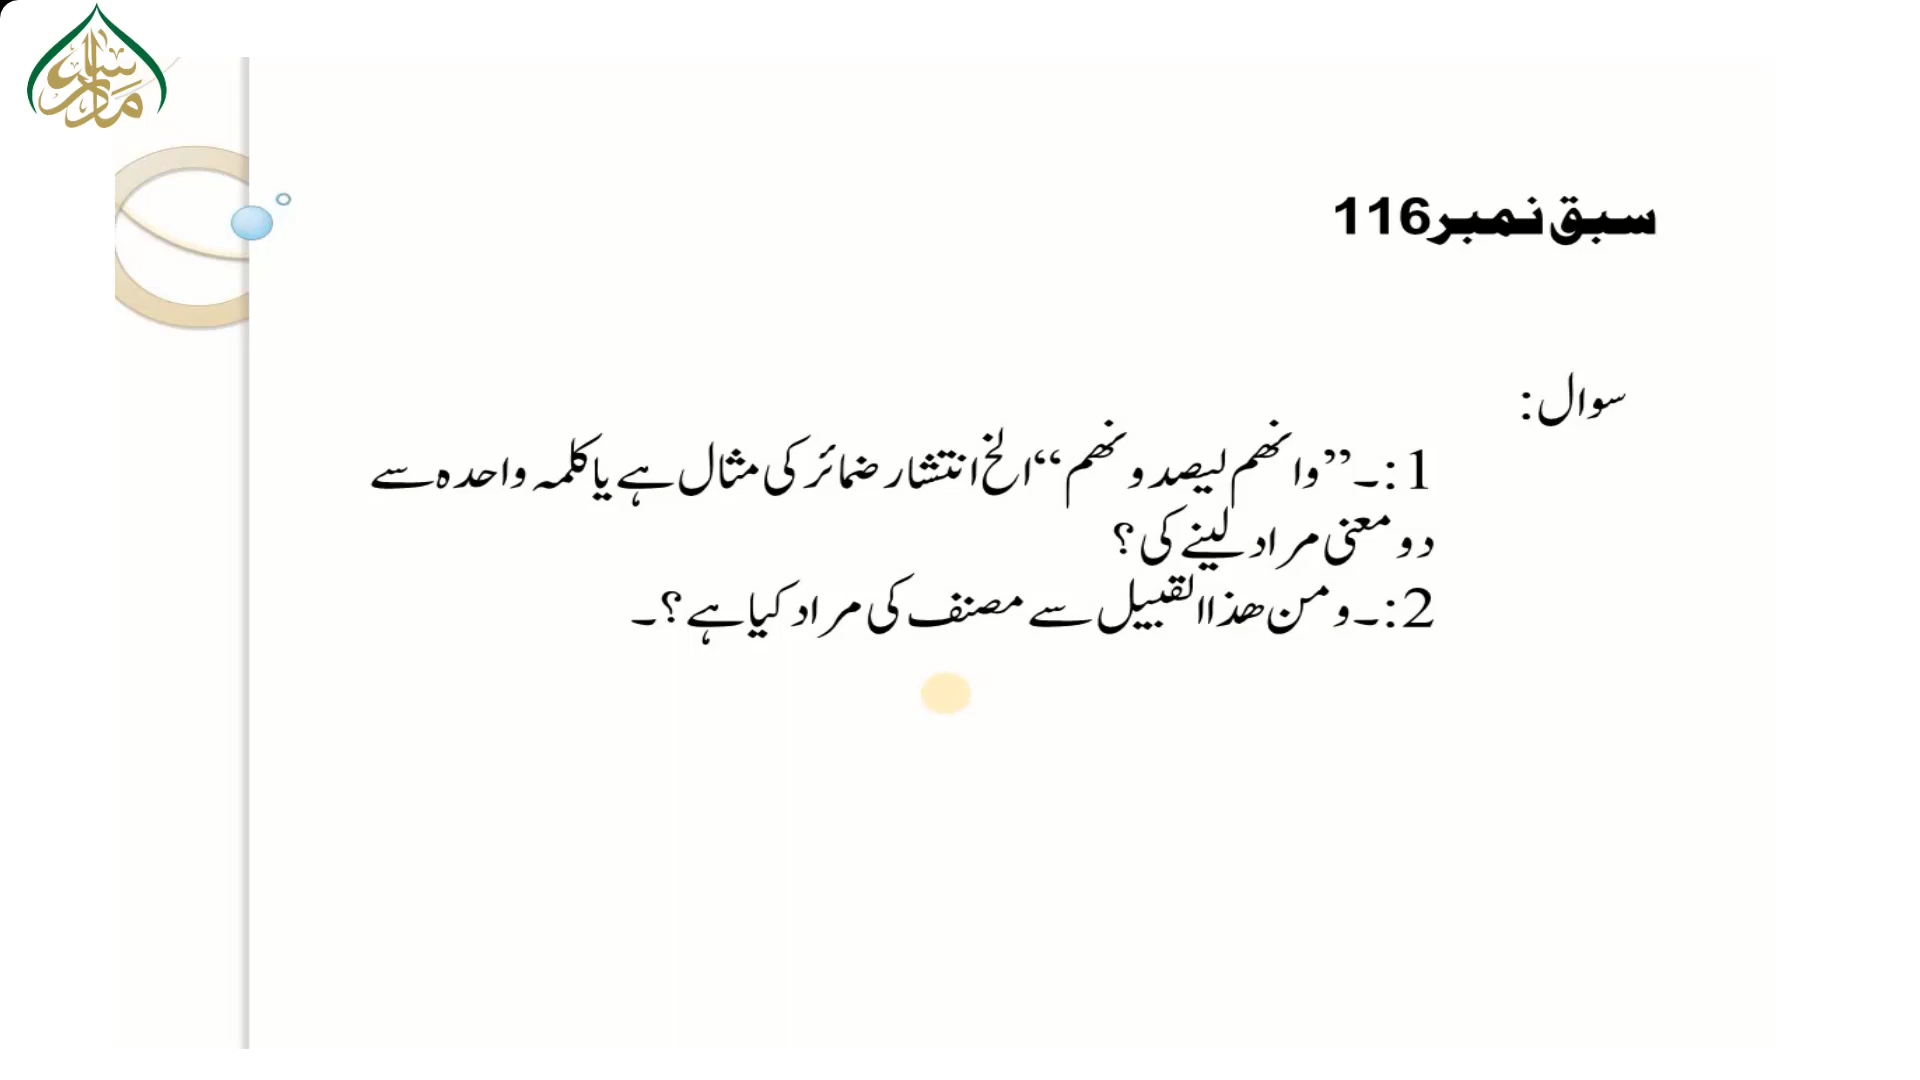 مدارس
سبق نمبر116
سوال:
1:۔”وانھم لیصدونھم“الخ انتشار ضمائر کی مثال ہے یا کلمہ واحدہ سے
دو معنی مراد لینے کی؟
2:۔ومن ھذا القبیل سے مصنف کی مراد کیا ہے؟۔